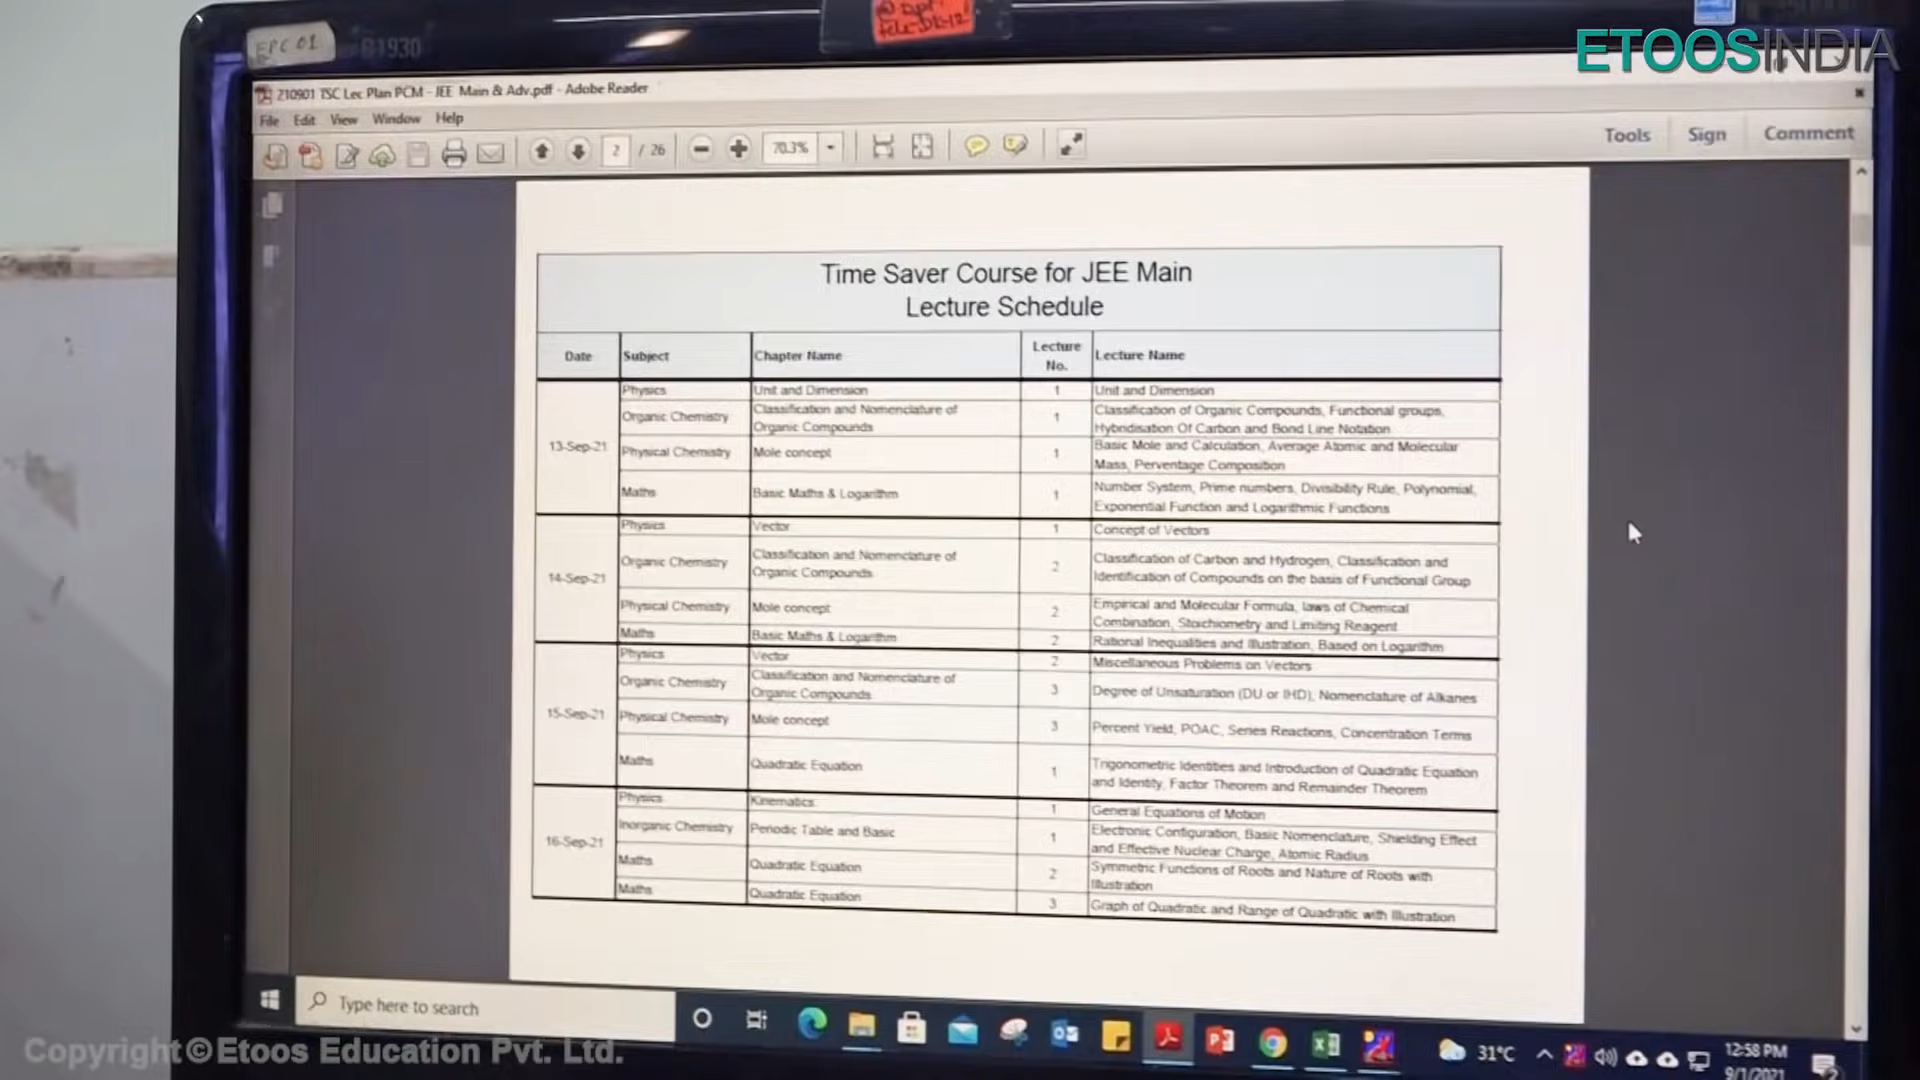 EPC 01
B1930
ETOOSINDIA
210901 TSC Lec Plan PCM - JEE Main & Adv.pdf - Adobe Reader
File Edit View Window Help
2 / 26 70.3% Tools Sign Comment
Time Saver Course for JEE Main
Lecture Schedule
Date Subject Chapter Name Lecture No. Lecture Name
13-Sep-21
Physics Unit and Dimension 1 Unit and Dimension
Organic Chemistry Classification and Nomenclature of Organic Compounds 1 Classification of Organic Compounds, Functional groups, Hybridisation Of Carbon and Bond Line Notation
Physical Chemistry Mole concept 1 Basic Mole and Calculation, Average Atomic and Molecular Mass, Perventage Composition
Maths Basic Maths & Logarithm 1 Number System, Prime numbers, Divisibility Rule, Polynomial, Exponential Function and Logarithmic Functions
14-Sep-21
Physics Vector 1 Concept of Vectors
Organic Chemistry Classification and Nomenclature of Organic Compounds 2 Classification of Carbon and Hydrogen, Classification and Identification of Compounds on the basis of Functional Group
Physical Chemistry Mole concept 2 Empirical and Molecular Formula, laws of Chemical Combination, Stoichiometry and Limiting Reagent
Maths Basic Maths & Logarithm 2 Rational Inequalities and Illustration, Based on Logarithm
15-Sep-21
Physics Vector 2 Miscellaneous Problems on Vectors
Organic Chemistry Classification and Nomenclature of Organic Compounds 3 Degree of Unsaturation (DU or IHD), Nomenclature of Alkanes
Physical Chemistry Mole concept 3 Percent Yield, POAC, Series Reactions, Concentration Terms
Maths Quadratic Equation 1 Trigonometric Identities and Introduction of Quadratic Equation and Identity, Factor Theorem and Remainder Theorem
16-Sep-21
Physics Kinematics 1 General Equations of Motion
Inorganic Chemistry Periodic Table and Basic 1 Electronic Configuration, Basic Nomenclature, Shielding Effect and Effective Nuclear Charge, Atomic Radius
Maths Quadratic Equation 2 Symmetric Functions of Roots and Nature of Roots with Illustration
Maths Quadratic Equation 3 Graph of Quadratic and Range of Quadratic with Illustration
Type here to search
31°C
12:58 PM
9/1/2021
Copyright © Etoos Education Pvt. Ltd.